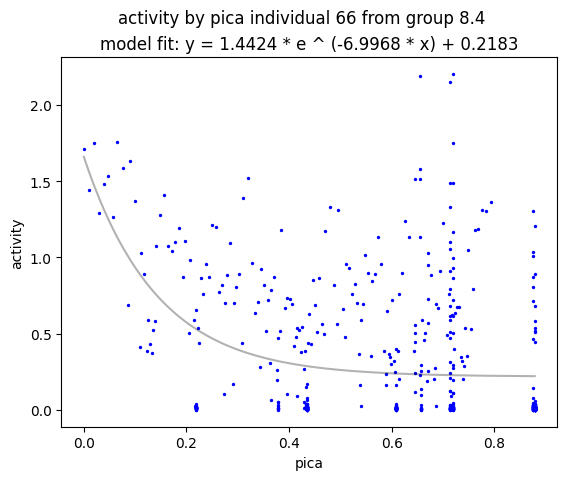 activity by pica individual 66 from group 8.4
model fit: y = 1.4424 * e ^ (-6.9968 * x) + 0.2183
activity
2.0
1.5
1.0
0.5
0.0
0.0 0.2 0.4 0.6 0.8
pica